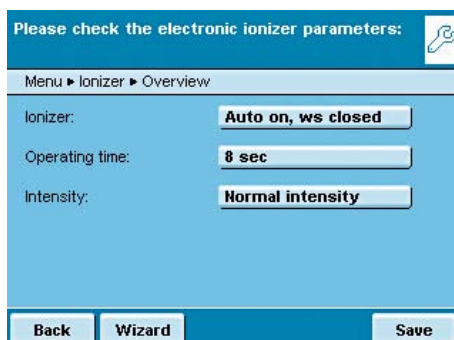 Please check the electronic ionizer parameters:
Menu ▸ Ionizer ▸ Overview
Ionizer: Auto on, ws closed
Operating time: 8 sec
Intensity: Normal intensity
Back Wizard Save